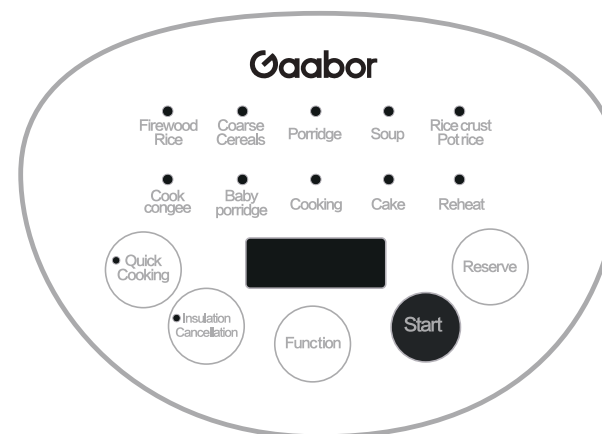 Gaabor
Firewood
Rice
Coarse
Cereals
Porridge
Soup
Rice crust
Pot rice
Cook
congee
Baby
porridge
Cooking
Cake
Reheat
Quick
Cooking
Reserve
Insulation
Cancellation
Function
Start